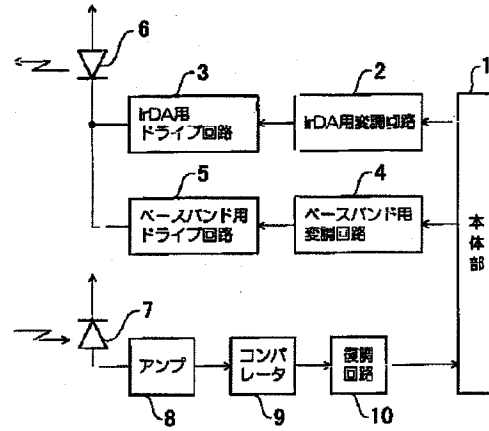 6
3
2
1
IrDA用
ドライブ回路
IrDA用変調回路
5
4
ベースバンド用
ドライブ回路
ベースバンド用
変調回路
本体部
7
アンプ
コンパ
レータ
復調
回路
8
9
10